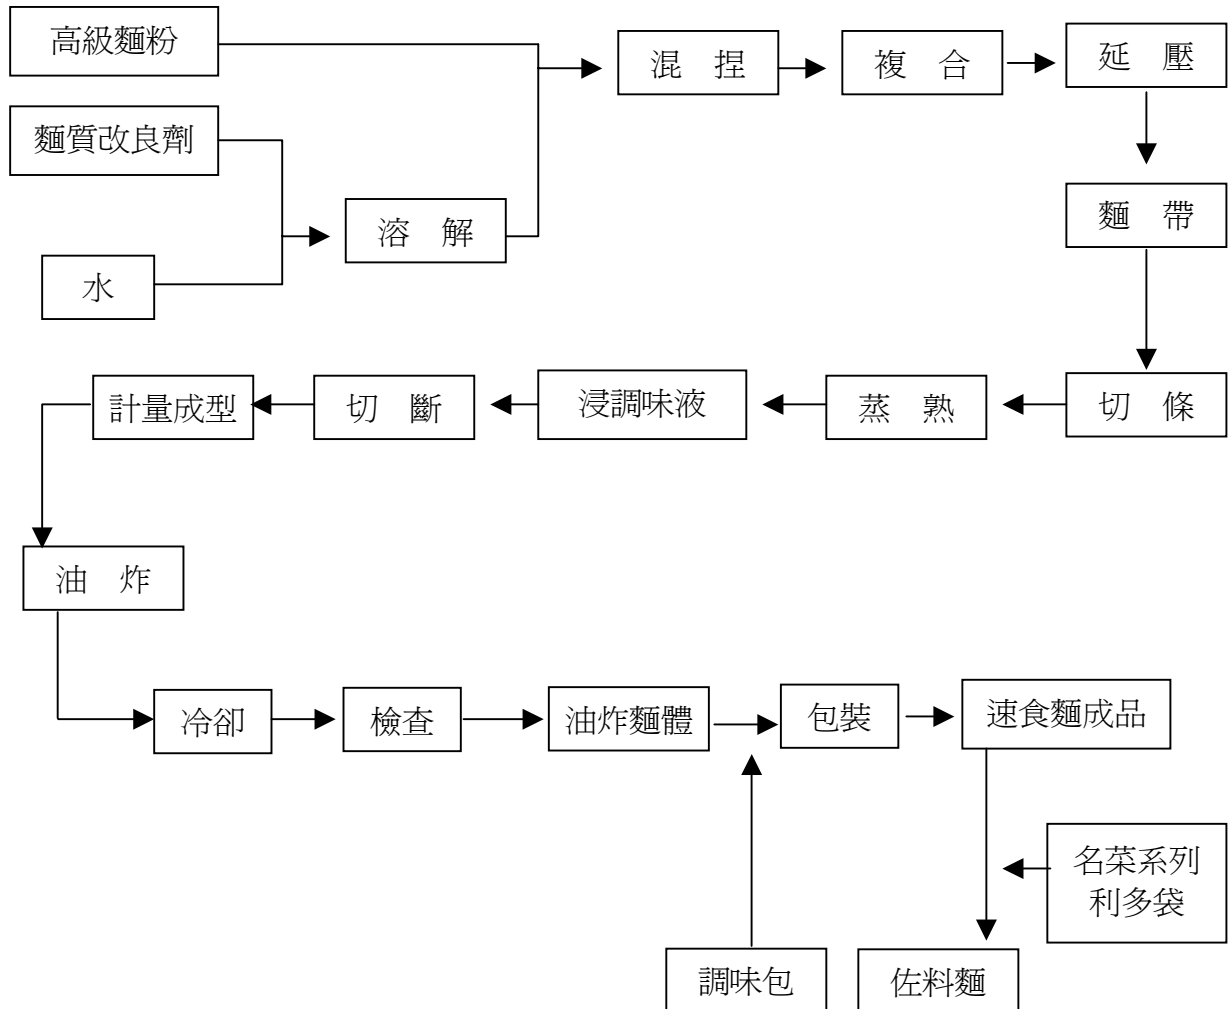 高級麵粉
麵質改良劑
水
溶 解
混 捏
複 合
延 壓
麵 帶
切 條
蒸 熟
浸調味液
切 斷
計量成型
油 炸
冷卻
檢查
油炸麵體
包裝
速食麵成品
名菜系列
利多袋
調味包
佐料麵